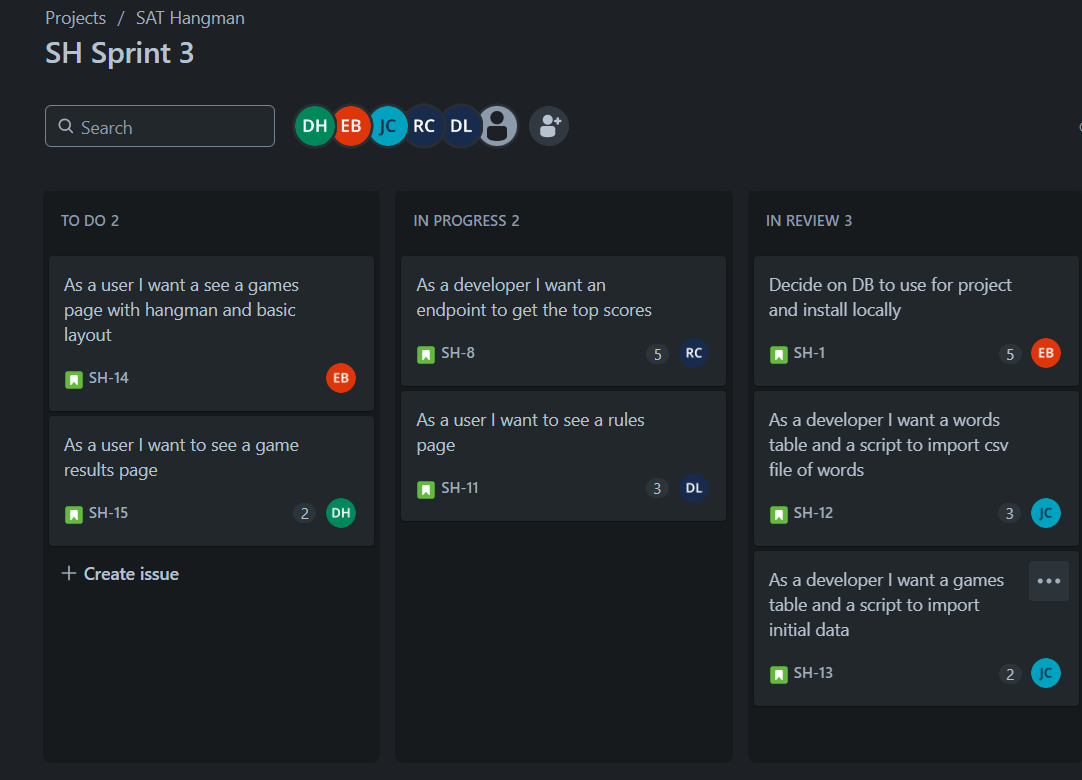 Projects / SAT Hangman
SH Sprint 3
Search
DH EB JC RC DL
TO DO 2
As a user I want a see a games
page with hangman and basic
layout
SH-14 EB
As a user I want to see a game
results page
SH-15 2 DH
+ Create issue
IN PROGRESS 2
As a developer I want an
endpoint to get the top scores
SH-8 5 RC
As a user I want to see a rules
page
SH-11 3 DL
IN REVIEW 3
Decide on DB to use for project
and install locally
SH-1 5 EB
As a developer I want a words
table and a script to import csv
file of words
SH-12 3 JC
As a developer I want a games
table and a script to import
initial data
SH-13 2 JC